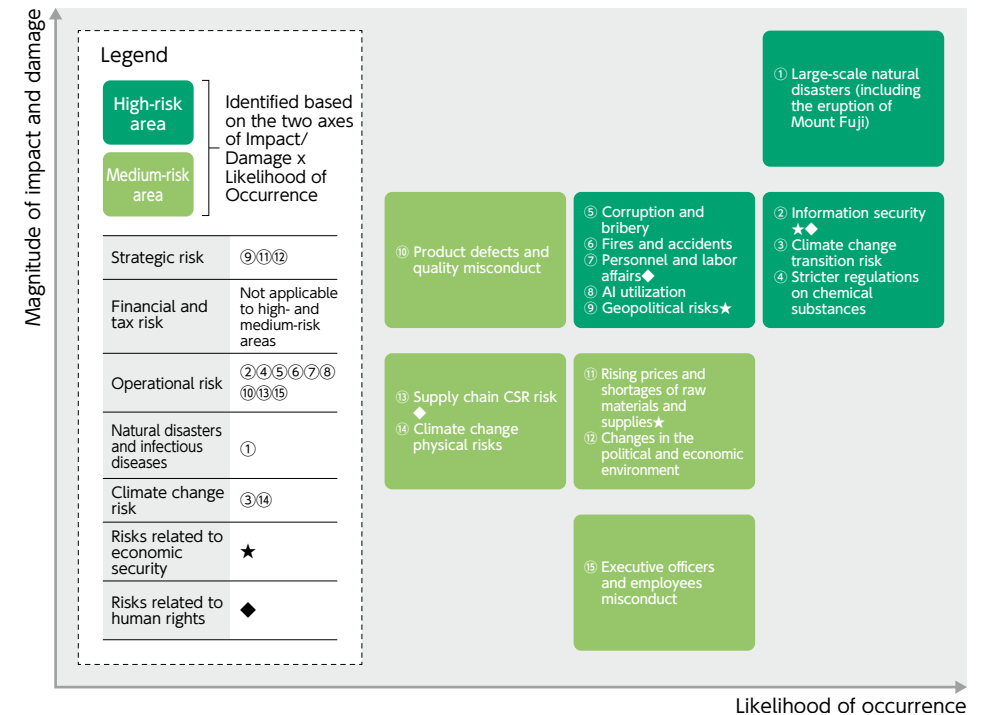 Magnitude of impact and damage
Legend
High-risk
area
Medium-risk
area
Identified based
on the two axes
of Impact/
Damage x
Likelihood of
Occurrence
Strategic risk
⑨⑪⑫
Financial and
tax risk
Not applicable
to high- and
medium-risk
areas
Operational risk
②④⑤⑥⑦⑧
⑩⑬⑮
Natural disasters
and infectious
diseases
①
Climate change
risk
③⑭
Risks related to
economic
security
★
Risks related to
human rights
◆
① Large-scale natural
disasters (including
the eruption of
Mount Fuji)
⑩ Product defects and
quality misconduct
⑤ Corruption and
bribery
⑥ Fires and accidents
⑦ Personnel and labor
affairs◆
⑧ AI utilization
⑨ Geopolitical risks★
② Information security
★◆
③ Climate change
transition risk
④ Stricter regulations
on chemical
substances
⑬ Supply chain CSR risk
◆
⑭ Climate change
physical risks
⑪ Rising prices and
shortages of raw
materials and
supplies★
⑫ Changes in the
political and economic
environment
⑮ Executive officers
and employees
misconduct
Likelihood of occurrence